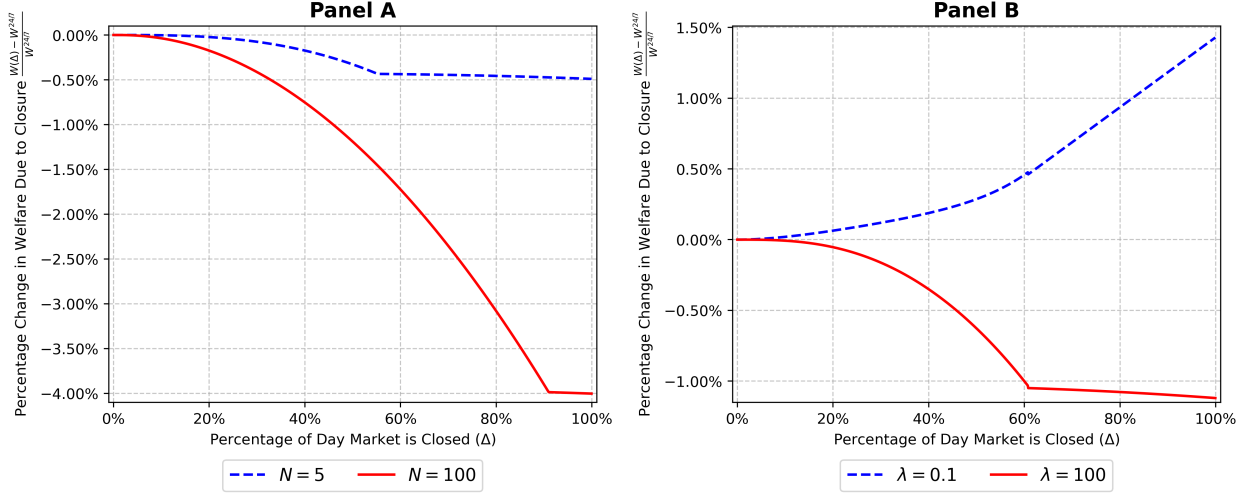 Panel A
Percentage Change in Welfare Due to Closure (W(Δ) − W^{24/7}) / W^{24/7}
0.00%
−0.50%
−1.00%
−1.50%
−2.00%
−2.50%
−3.00%
−3.50%
−4.00%
0% 20% 40% 60% 80% 100%
Percentage of Day Market is Closed (Δ)
N = 5 N = 100
Panel B
Percentage Change in Welfare Due to Closure (W(Δ) − W^{24/7}) / W^{24/7}
1.50%
1.00%
0.50%
0.00%
−0.50%
−1.00%
0% 20% 40% 60% 80% 100%
Percentage of Day Market is Closed (Δ)
λ = 0.1 λ = 100